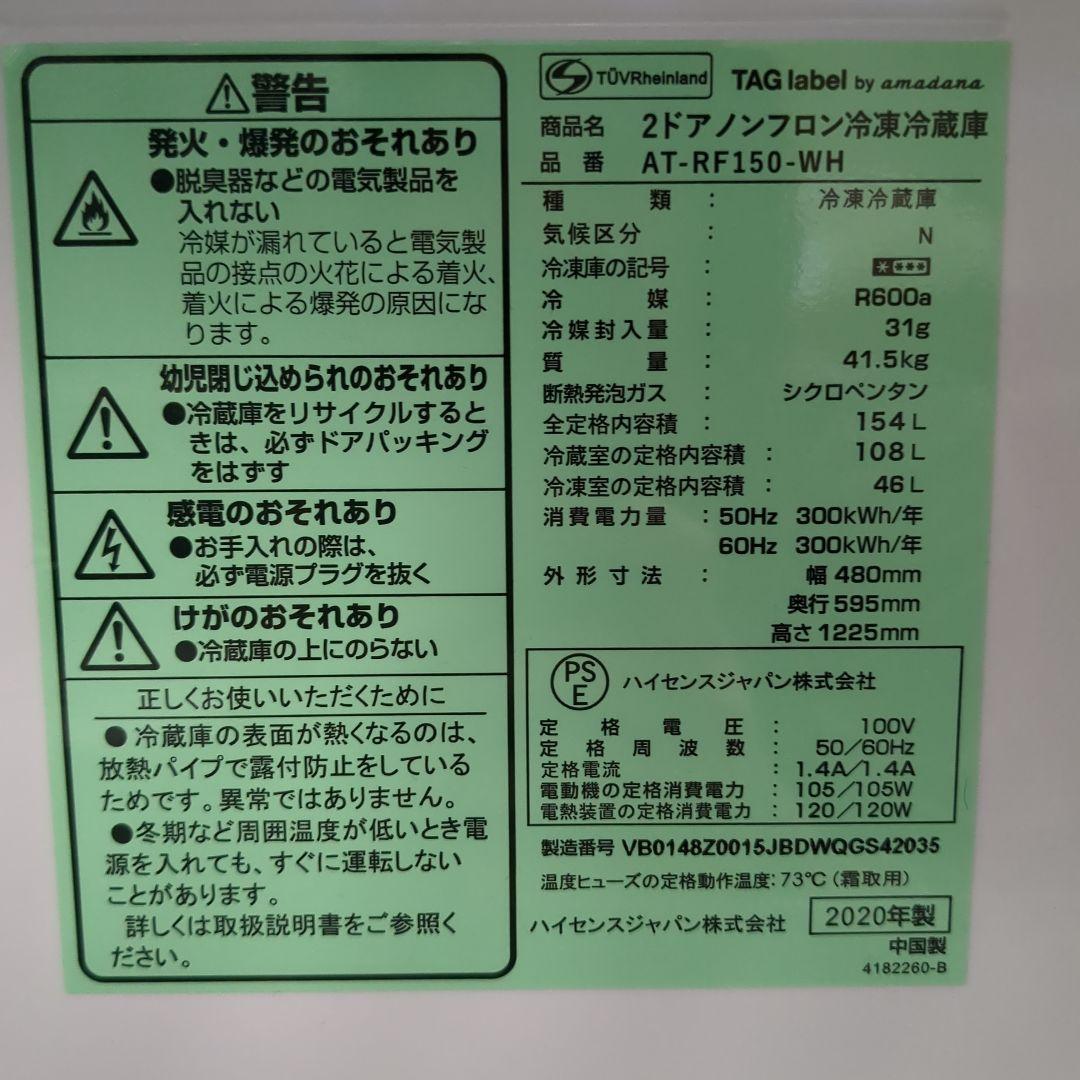 ⚠警告
発火・爆発のおそれあり
●脱臭器などの電気製品を
入れない
冷媒が漏れていると電気製
品の接点の火花による着火、
着火による爆発の原因にな
ります。
幼児閉じ込められのおそれあり
●冷蔵庫をリサイクルすると
きは、必ずドアパッキング
をはずす
感電のおそれあり
●お手入れの際は、
必ず電源プラグを抜く
けがのおそれあり
●冷蔵庫の上にのらない
正しくお使いいただくために
●冷蔵庫の表面が熱くなるのは、
放熱パイプで露付防止をしている
ためです。異常ではありません。
●冬期など周囲温度が低いとき電
源を入れても、すぐに運転しない
ことがあります。
詳しくは取扱説明書をご参照く
ださい。
TÜVRheinland TAG label by amadana
商品名 2ドアノンフロン冷凍冷蔵庫
品番 AT-RF150-WH
種類 : 冷凍冷蔵庫
気候区分 : N
冷凍庫の記号 : ****
冷媒 : R600a
冷媒封入量 : 31g
質量 : 41.5kg
断熱発泡ガス : シクロペンタン
全定格内容積 : 154L
冷蔵室の定格内容積 : 108L
冷凍室の定格内容積 : 46L
消費電力量 : 50Hz 300kWh/年
60Hz 300kWh/年
外形寸法 : 幅480mm
奥行595mm
高さ1225mm
PSE ハイセンスジャパン株式会社
定格電圧 : 100V
定格周波数 : 50/60Hz
定格電流 : 1.4A/1.4A
電動機の定格消費電力 : 105/105W
電熱装置の定格消費電力 : 120/120W
製造番号 VB0148Z0015JBDWQGS42035
温度ヒューズの定格動作温度:73℃(霜取用)
ハイセンスジャパン株式会社 2020年製
中国製
4182260-B